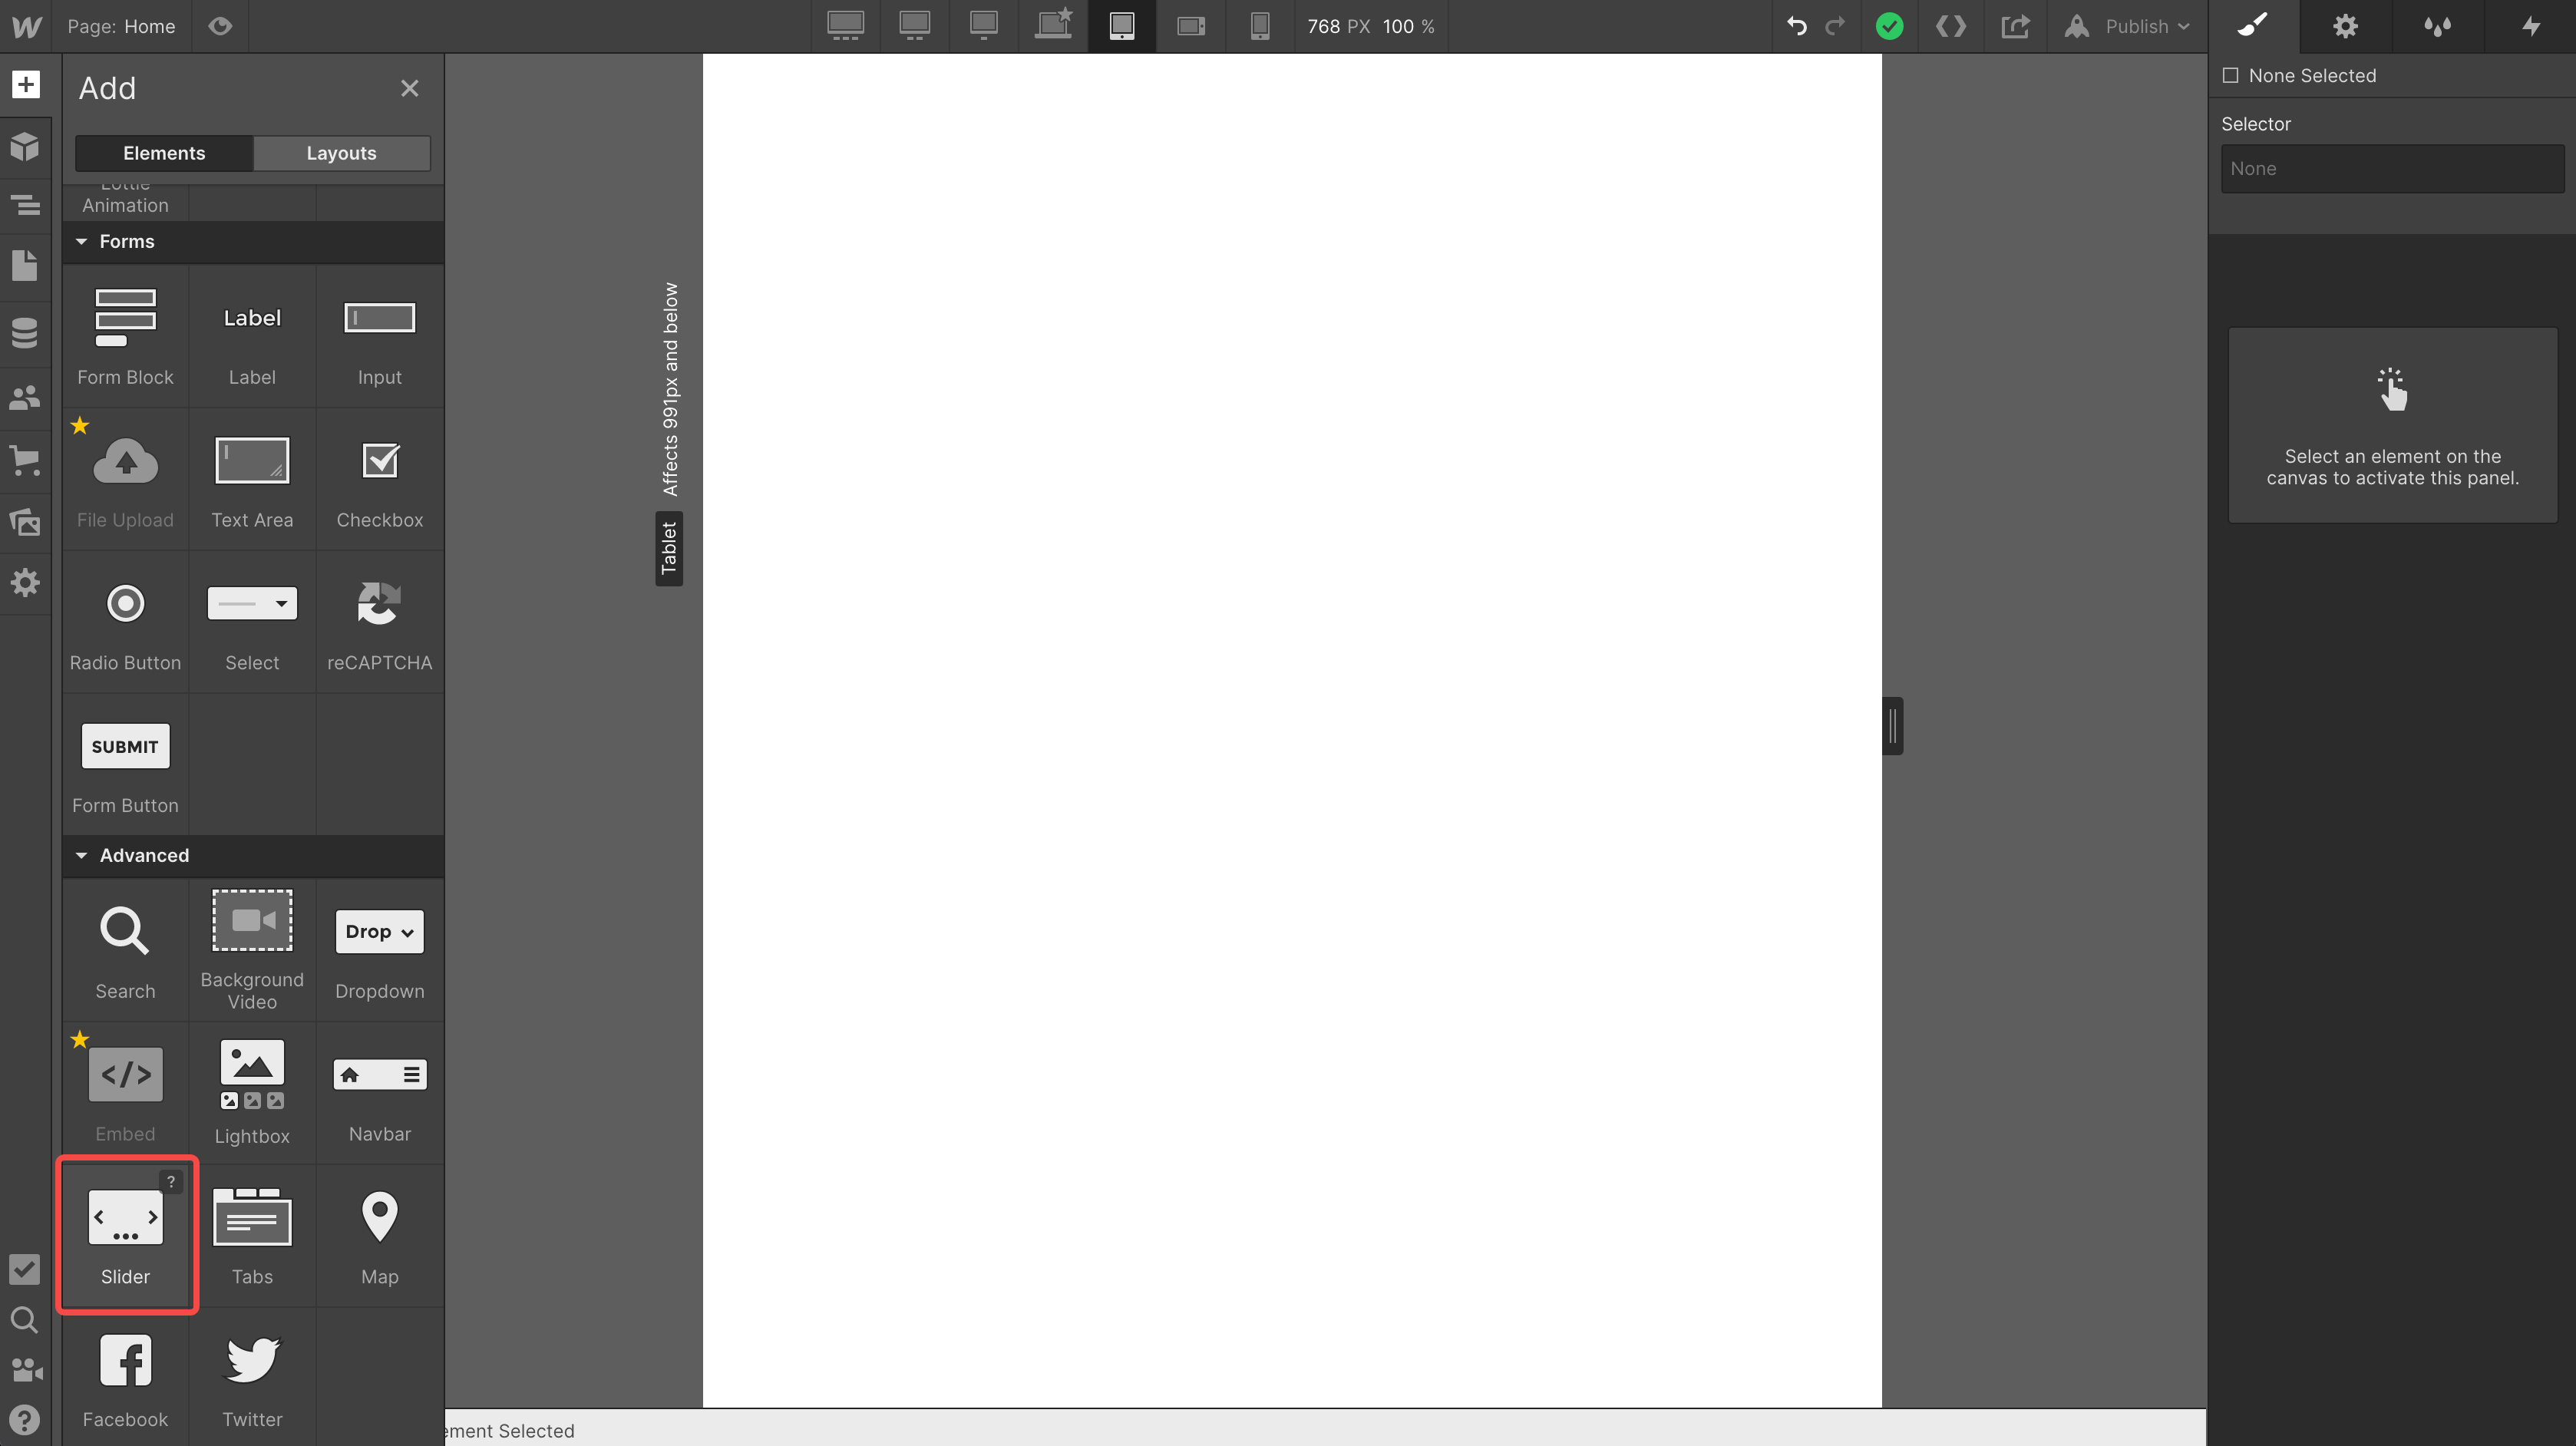 Page: Home
768 PX 100 %
Publish
Add
Elements
Layouts
Lottie
Animation
Forms
Label
Form Block
Label
Input
File Upload
Text Area
Checkbox
Radio Button
Select
reCAPTCHA
SUBMIT
Form Button
Advanced
Drop
Search
Background
Video
Dropdown
</>
Embed
Lightbox
Navbar
?
Slider
Tabs
Map
Facebook
Twitter
Affects 991px and below
Tablet
ement Selected
None Selected
Selector
None
Select an element on the
canvas to activate this panel.